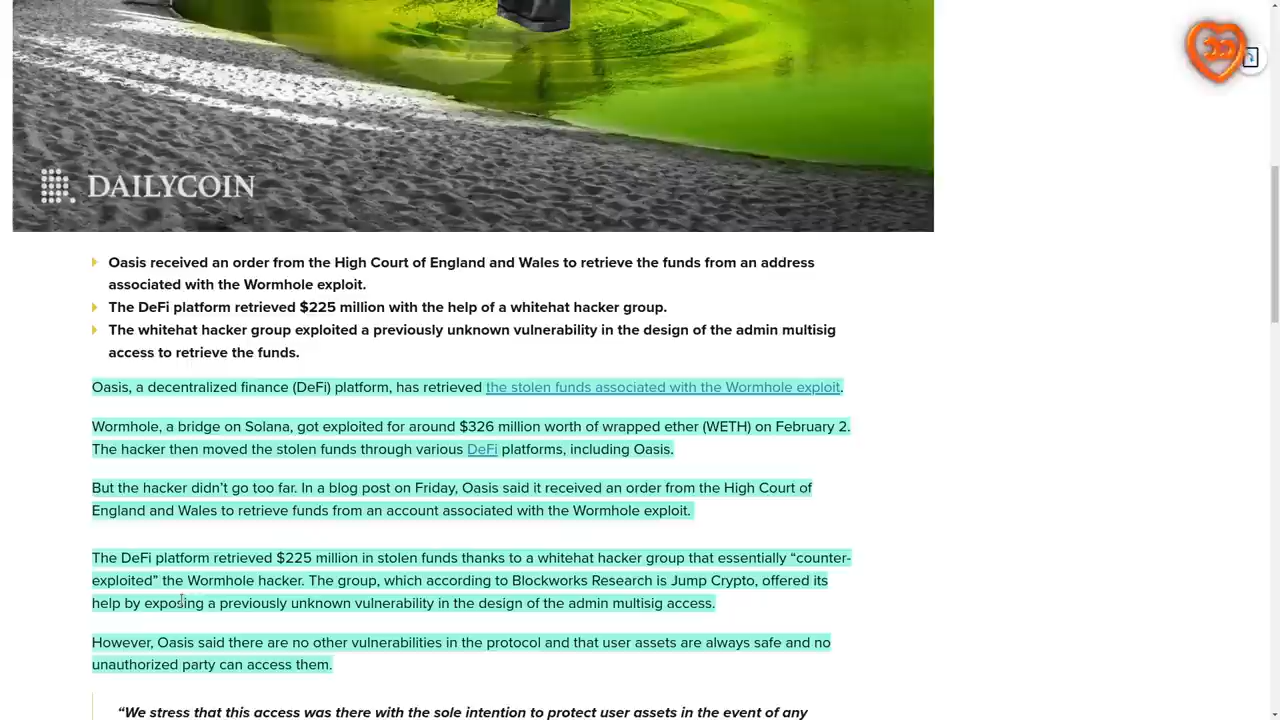 DAILYCOIN
Oasis received an order from the High Court of England and Wales to retrieve the funds from an address
associated with the Wormhole exploit.
The DeFi platform retrieved $225 million with the help of a whitehat hacker group.
The whitehat hacker group exploited a previously unknown vulnerability in the design of the admin multisig
access to retrieve the funds.
Oasis, a decentralized finance (DeFi) platform, has retrieved the stolen funds associated with the Wormhole exploit.
Wormhole, a bridge on Solana, got exploited for around $326 million worth of wrapped ether (WETH) on February 2.
The hacker then moved the stolen funds through various DeFi platforms, including Oasis.
But the hacker didn’t go too far. In a blog post on Friday, Oasis said it received an order from the High Court of
England and Wales to retrieve funds from an account associated with the Wormhole exploit.
The DeFi platform retrieved $225 million in stolen funds thanks to a whitehat hacker group that essentially “counter-
exploited” the Wormhole hacker. The group, which according to Blockworks Research is Jump Crypto, offered its
help by exposing a previously unknown vulnerability in the design of the admin multisig access.
However, Oasis said there are no other vulnerabilities in the protocol and that user assets are always safe and no
unauthorized party can access them.
“We stress that this access was there with the sole intention to protect user assets in the event of any